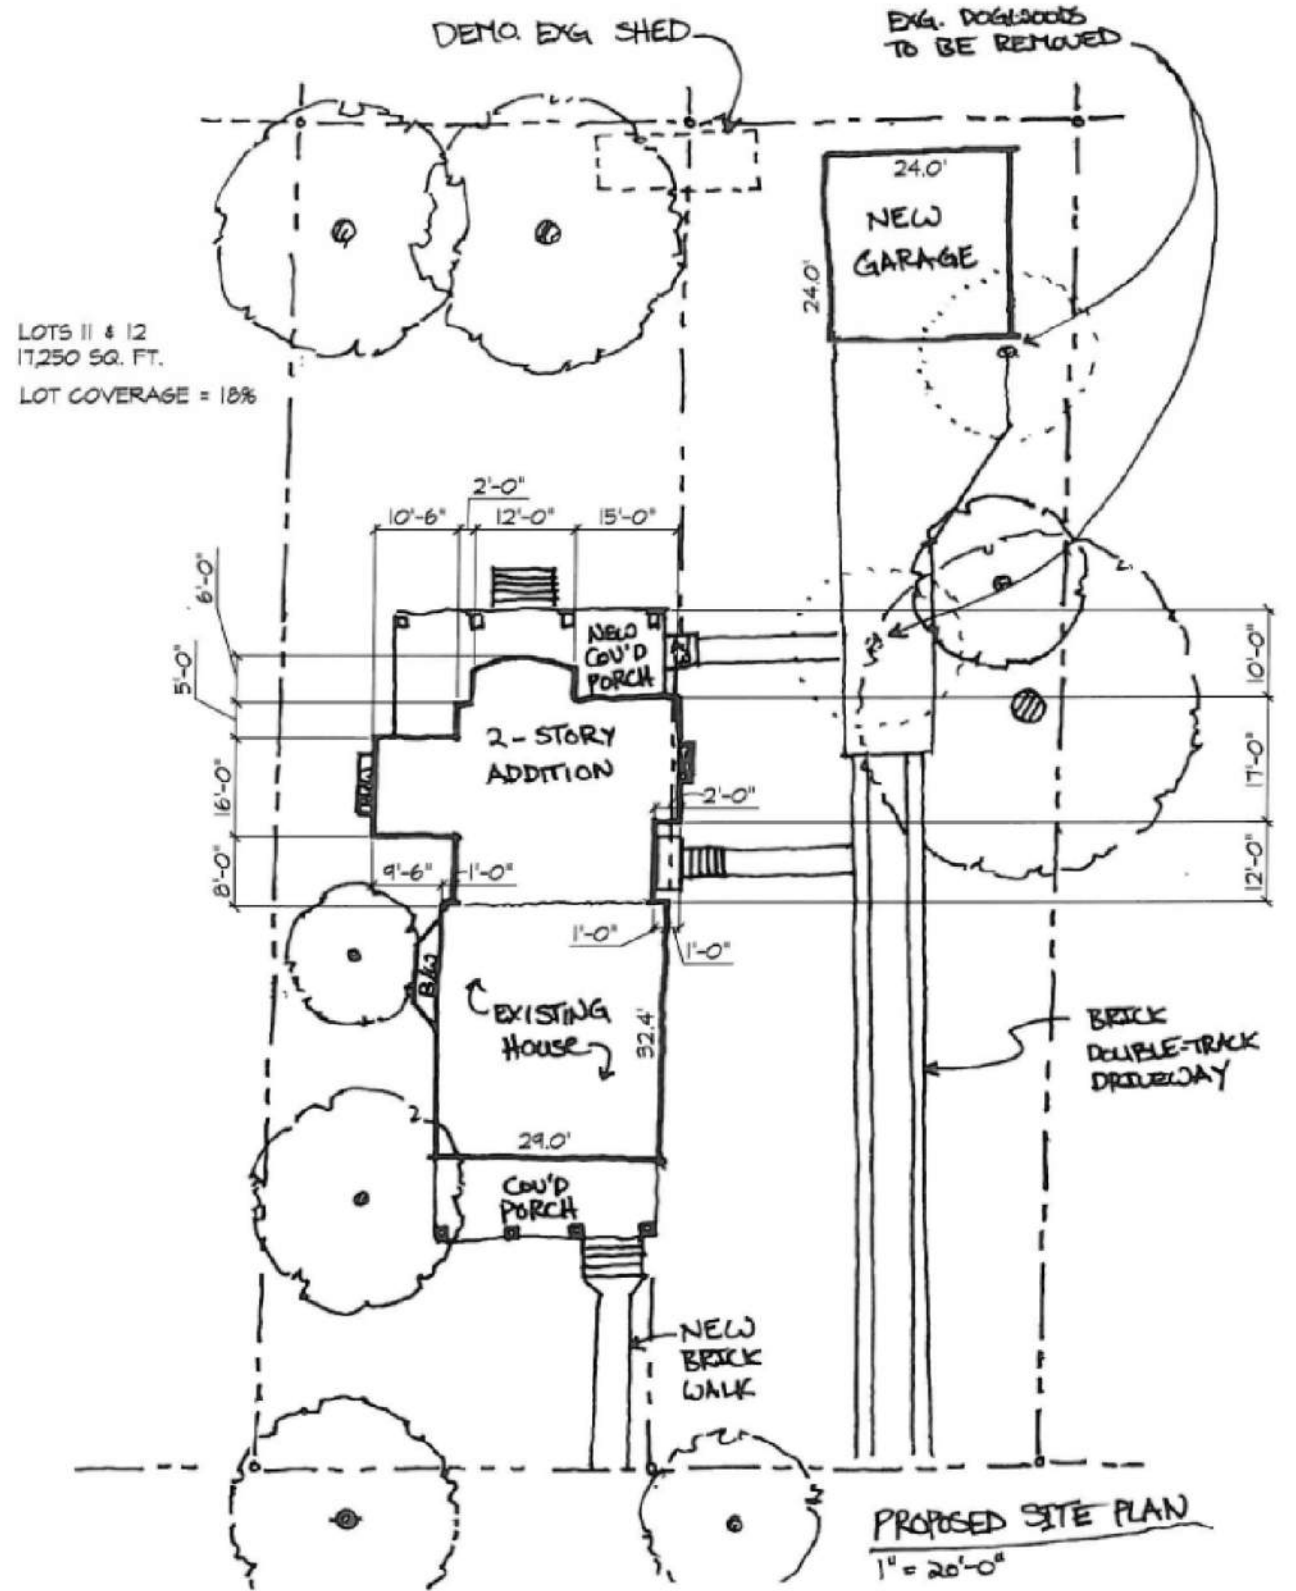 DEMO. EXG SHED
EXG. DOGWOODS
TO BE REMOVED
24.0'
NEW
GARAGE
24.0'
LOTS 11 & 12
17,250 SQ. FT.
LOT COVERAGE = 18%
2'-0"
10'-6"
12'-0"
15'-0"
6'-0"
5'-0"
16'-0"
8'-0"
NEW
COV'D
PORCH
10'-0"
17'-0"
12'-0"
2-STORY
ADDITION
2'-0"
9'-6"
1'-0"
1'-0"
1'-0"
B/W
EXISTING
HOUSE
32.4'
29.0'
COV'D
PORCH
BRICK
DOUBLE-TRACK
DRIVEWAY
NEW
BRICK
WALK
PROPOSED SITE PLAN
1" = 20'-0"